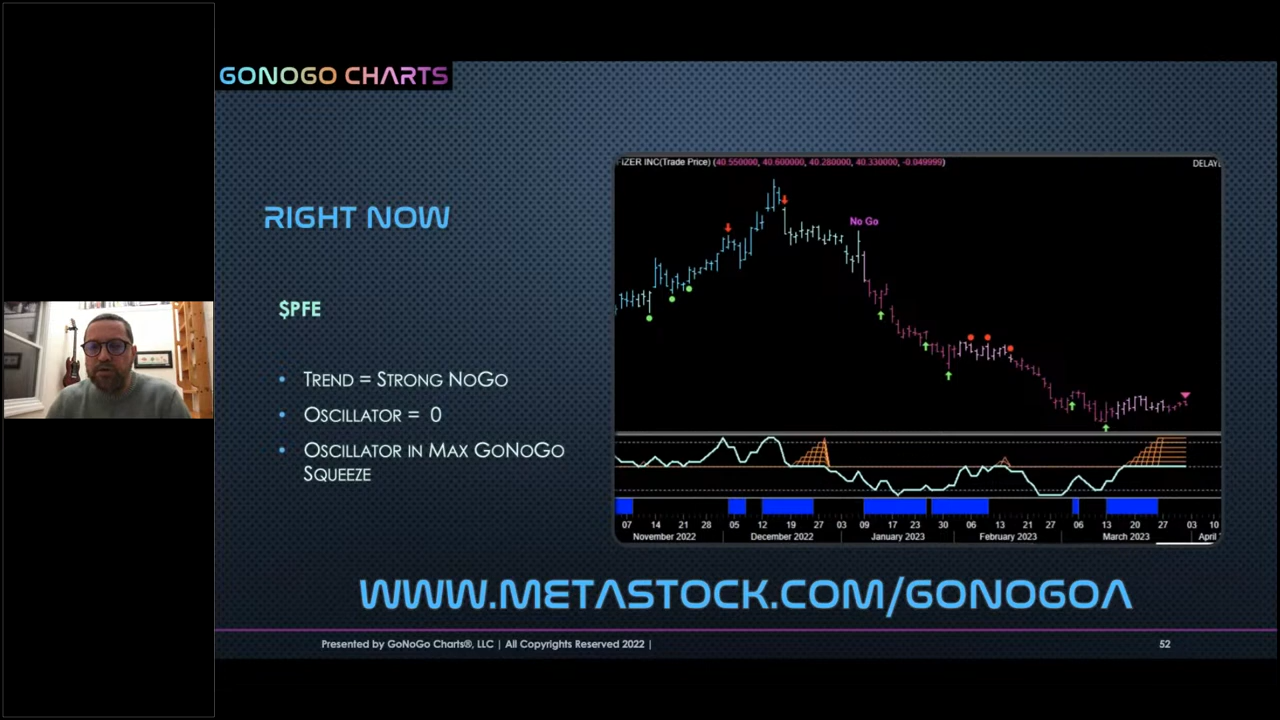 GONOGO CHARTS
RIGHT NOW
$PFE
• TREND = STRONG NOGO
• OSCILLATOR = 0
• OSCILLATOR IN MAX GONOGO
SQUEEZE
FIZER INC(Trade Price) (40.550000, 40.600000, 40.280000, 40.330000, -0.049999)
DELAY
No Go
07 14 21 28 05 12 19 27 03 09 17 23 30 06 13 21 27 06 13 20 27 03 10
November 2022 December 2022 January 2023 February 2023 March 2023 April
WWW.METASTOCK.COM/GONOGOA
Presented by GoNoGo Charts®, LLC | All Copyrights Reserved 2022 |
52